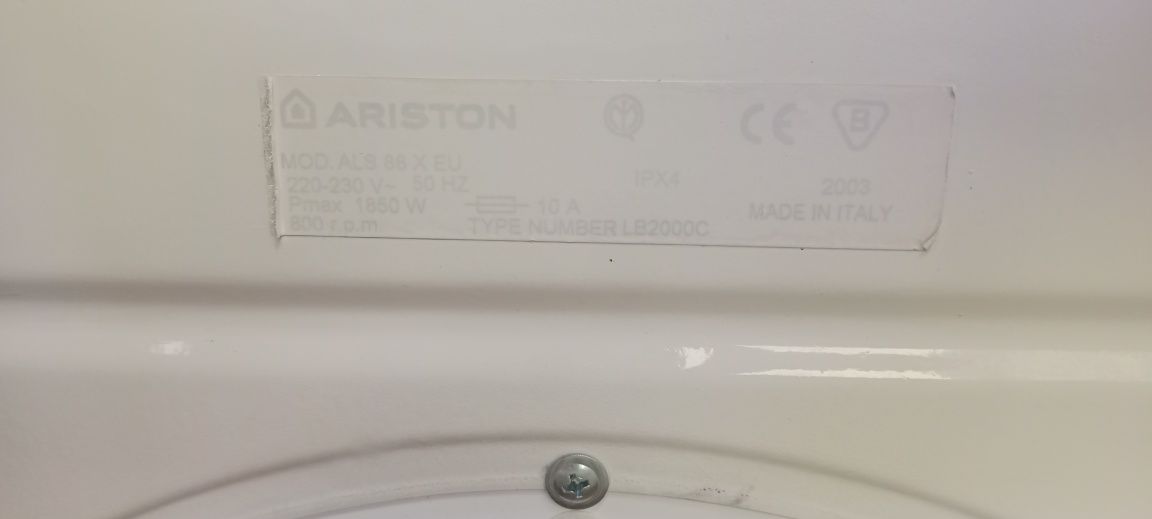 ARISTON CE B
MOD. ALS 88 X EU
220-230 V~ 50 HZ IPX4 2003
Pmax 1850 W 10 A MADE IN ITALY
800 r.p.m TYPE NUMBER LB2000C